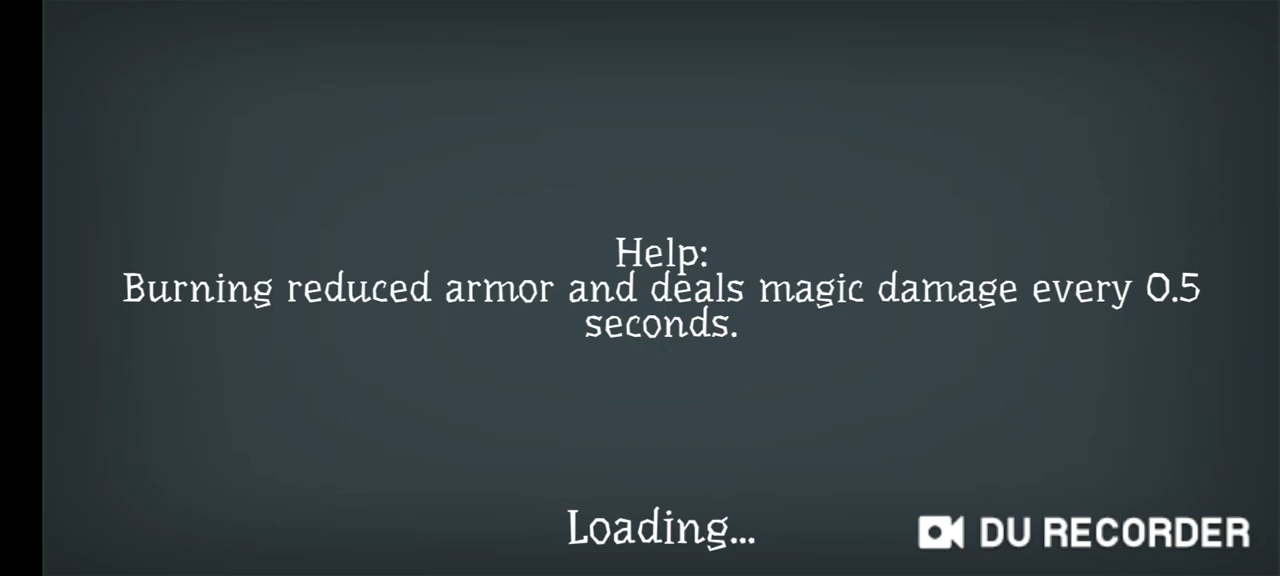 Help:
Burning reduced armor and deals magic damage every 0.5
seconds.
Loading...
DU RECORDER